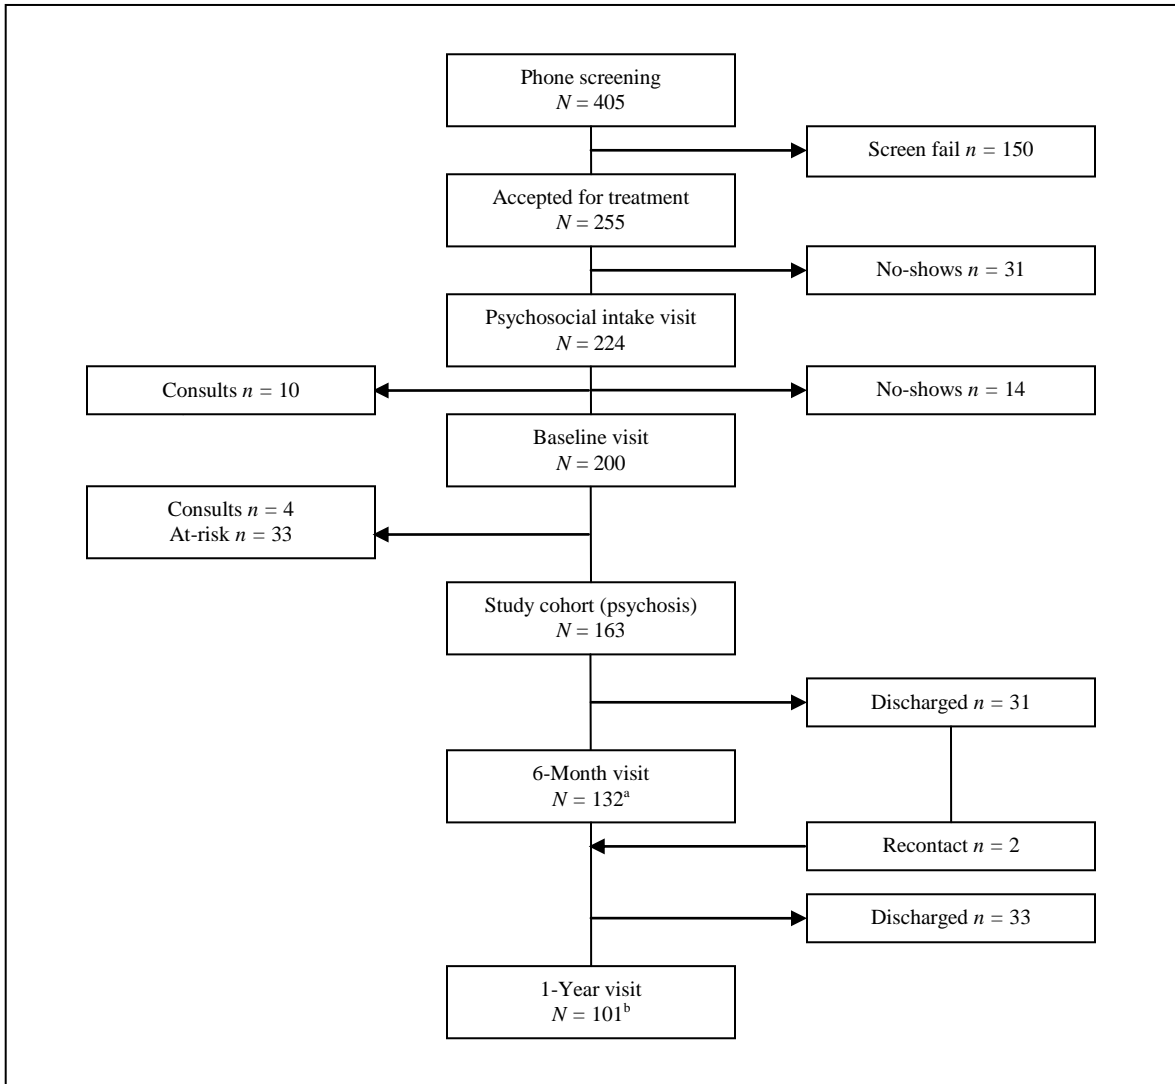 Phone screening
N = 405
Screen fail n = 150
Accepted for treatment
N = 255
No-shows n = 31
Psychosocial intake visit
N = 224
Consults n = 10
No-shows n = 14
Baseline visit
N = 200
Consults n = 4
At-risk n = 33
Study cohort (psychosis)
N = 163
Discharged n = 31
6-Month visit
N = 132ᵃ
Recontact n = 2
Discharged n = 33
1-Year visit
N = 101ᵇ